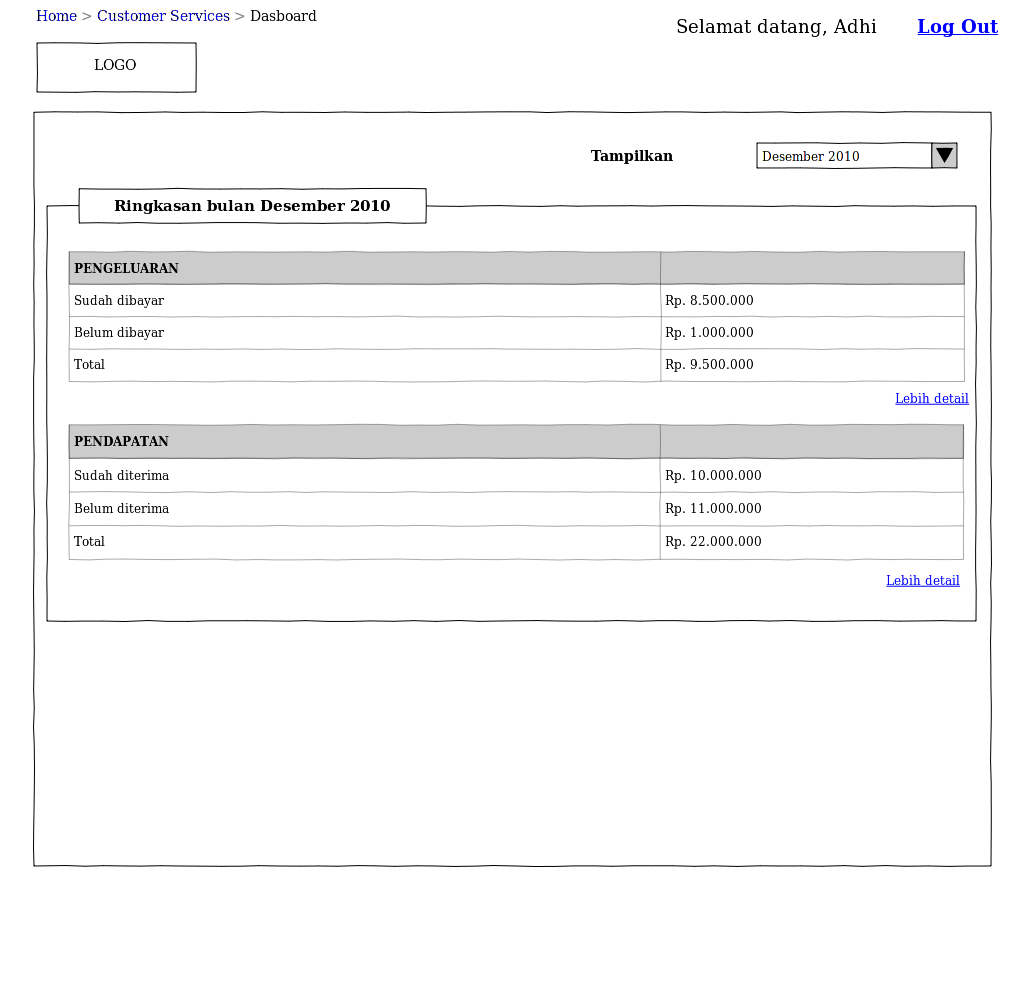 Home > Customer Services > Dasboard
Selamat datang, Adhi Log Out
LOGO
Tampilkan Desember 2010
Ringkasan bulan Desember 2010
PENGELUARAN
Sudah dibayar Rp. 8.500.000
Belum dibayar Rp. 1.000.000
Total Rp. 9.500.000
Lebih detail
PENDAPATAN
Sudah diterima Rp. 10.000.000
Belum diterima Rp. 11.000.000
Total Rp. 22.000.000
Lebih detail